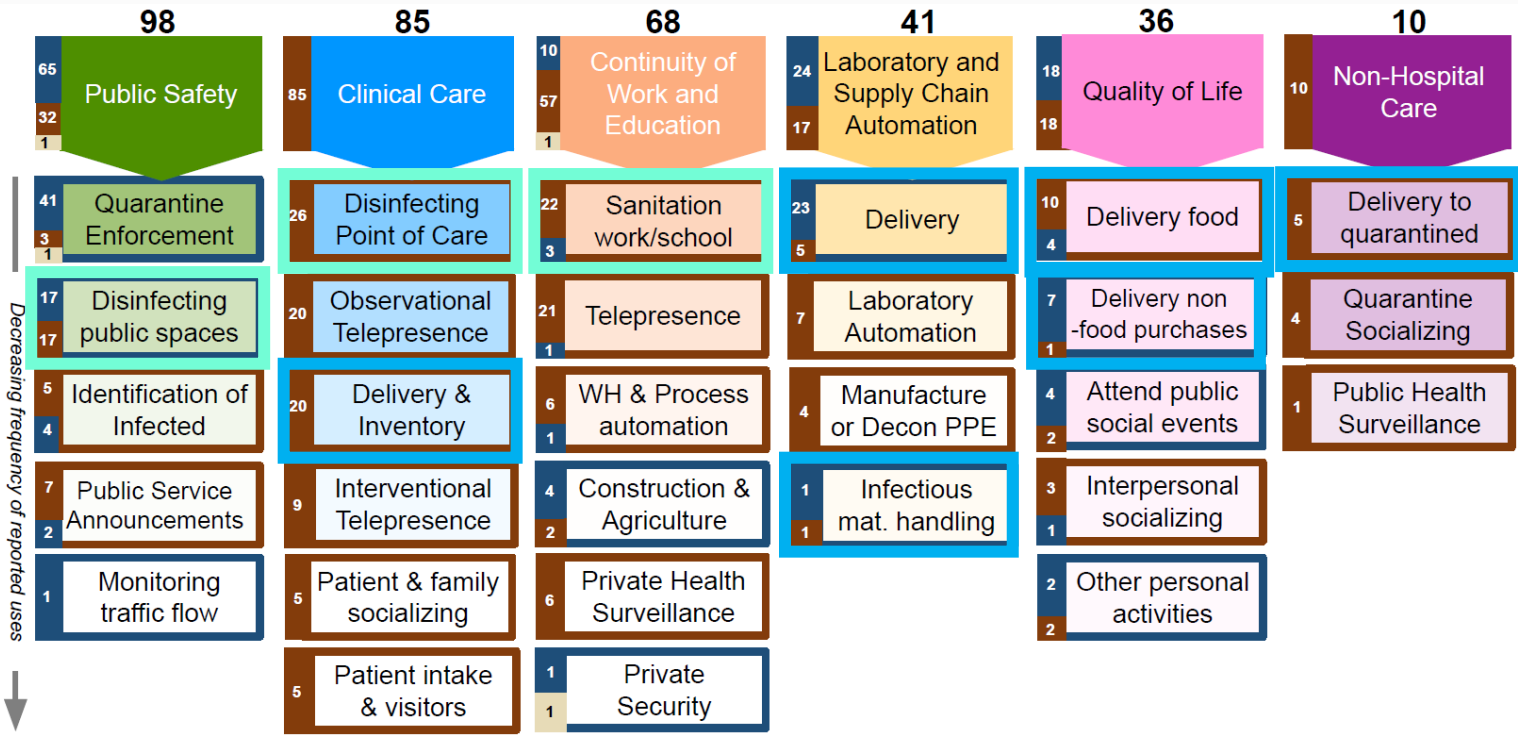 98
65
32
1
Public Safety
41
3
1
Quarantine
Enforcement
17
17
Disinfecting
public spaces
5
4
Identification of
Infected
7
2
Public Service
Announcements
1
Monitoring
traffic flow
85
85
Clinical Care
26
Disinfecting
Point of Care
20
Observational
Telepresence
20
Delivery &
Inventory
9
Interventional
Telepresence
5
Patient & family
socializing
5
Patient intake
& visitors
68
10
57
1
Continuity of
Work and
Education
22
3
Sanitation
work/school
21
1
Telepresence
6
1
WH & Process
automation
4
2
Construction &
Agriculture
6
Private Health
Surveillance
1
1
Private
Security
41
24
17
Laboratory and
Supply Chain
Automation
23
5
Delivery
7
Laboratory
Automation
4
Manufacture
or Decon PPE
1
1
Infectious
mat. handling
36
18
18
Quality of Life
10
4
Delivery food
7
1
Delivery non
-food purchases
4
2
Attend public
social events
3
1
Interpersonal
socializing
2
2
Other personal
activities
10
10
Non-Hospital
Care
5
Delivery to
quarantined
4
Quarantine
Socializing
1
Public Health
Surveillance
Decreasing frequency of reported uses